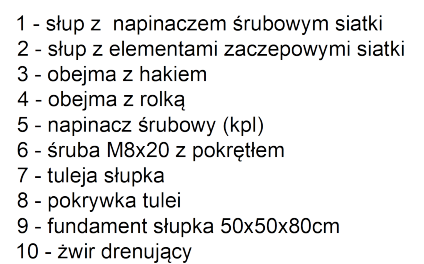 1 - słup z  napinaczem śrubowym siatki
2 - słup z elementami zaczepowymi siatki
3 - obejma z hakiem
4 - obejma z rolką
5 - napinacz śrubowy (kpl)
6 - śruba M8x20 z pokrętłem
7 - tuleja słupka
8 - pokrywka tulei
9 - fundament słupka 50x50x80cm
10 - żwir drenujący